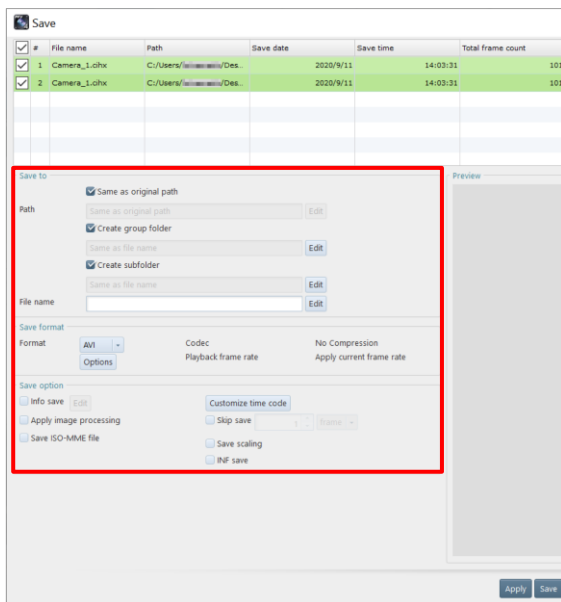 Save
# File name Path Save date Save time Total frame count
1 Camera_1.cihx C:/Users/ /Des.. 2020/9/11 14:03:31 101
2 Camera_1.cihx C:/Users/ /Des.. 2020/9/11 14:03:31 101
Save to
Preview
Same as original path
Path Same as original path Edit
Create group folder
Same as file name Edit
Create subfolder
Same as file name Edit
File name Edit
Save format
Format AVI Codec No Compression
Options Playback frame rate Apply current frame rate
Save option
Info save Edit Customize time code
Apply image processing Skip save 1 frame
Save ISO-MME file Save scaling
INF save
Apply Save